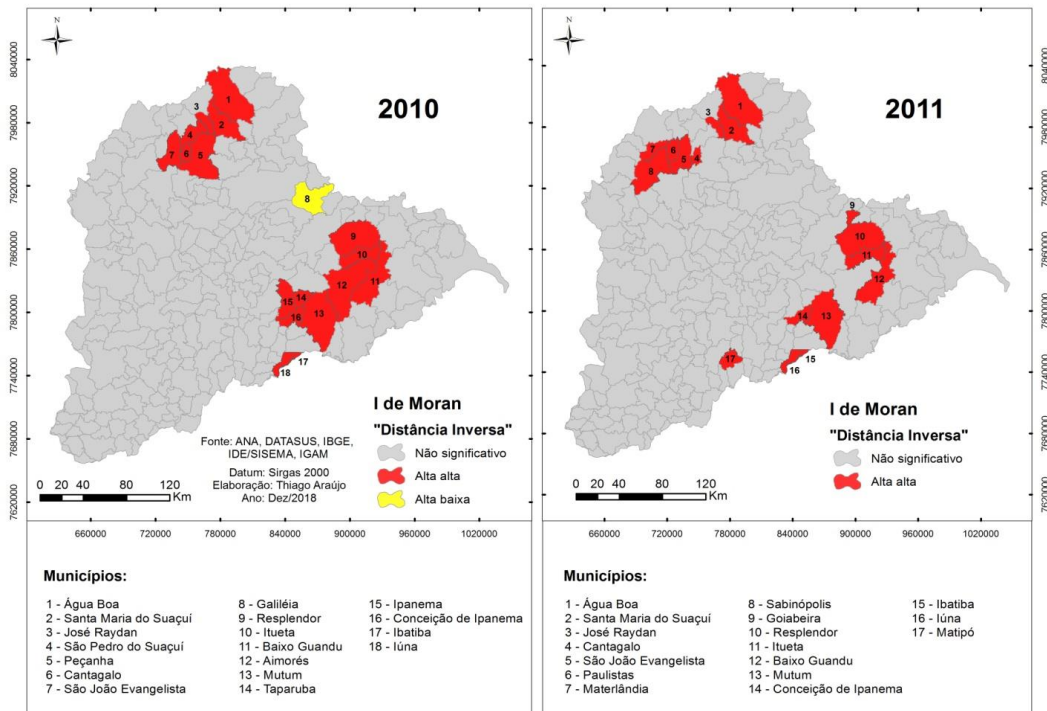 N
2010
8040000
7980000
7920000
7860000
7800000
7740000
7680000
7620000
1
2
3
4
5
6
7
8
9
10
11
12
13
14
15
16
17
18
I de Moran
"Distância Inversa"
Não significativo
Alta alta
Alta baixa
Fonte: ANA, DATASUS, IBGE,
IDE/SISEMA, IGAM
Datum: Sirgas 2000
Elaboração: Thiago Araújo
Ano: Dez/2018
0 20 40 80 120
Km
660000 720000 780000 840000 900000 960000 1020000
Municípios:
1 - Água Boa
2 - Santa Maria do Suaçuí
3 - José Raydan
4 - São Pedro do Suaçuí
5 - Peçanha
6 - Cantagalo
7 - São João Evangelista
8 - Galiléia
9 - Resplendor
10 - Itueta
11 - Baixo Guandu
12 - Aimorés
13 - Mutum
14 - Taparuba
15 - Ipanema
16 - Conceição de Ipanema
17 - Ibatiba
18 - Iúna
N
2011
8040000
7980000
7920000
7860000
7800000
7740000
7680000
7620000
1
2
3
4
5
6
7
8
9
10
11
12
13
14
15
16
17
I de Moran
"Distância Inversa"
Não significativo
Alta alta
0 20 40 80 120
Km
660000 720000 780000 840000 900000 960000 1020000
Municípios:
1 - Água Boa
2 - Santa Maria do Suaçuí
3 - José Raydan
4 - Cantagalo
5 - São João Evangelista
6 - Paulistas
7 - Materlândia
8 - Sabinópolis
9 - Goiabeira
10 - Resplendor
11 - Itueta
12 - Baixo Guandu
13 - Mutum
14 - Conceição de Ipanema
15 - Ibatiba
16 - Iúna
17 - Matipó